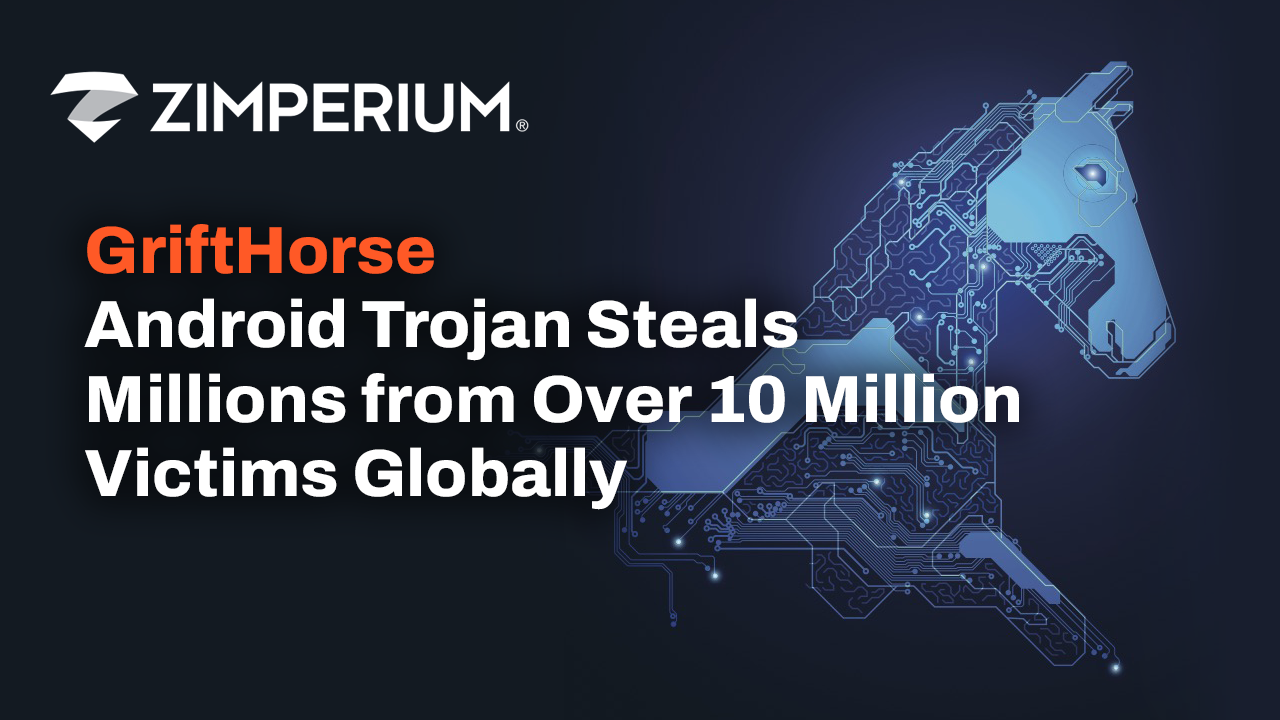 ZIMPERIUM®
GriftHorse
Android Trojan Steals
Millions from Over 10 Million
Victims Globally